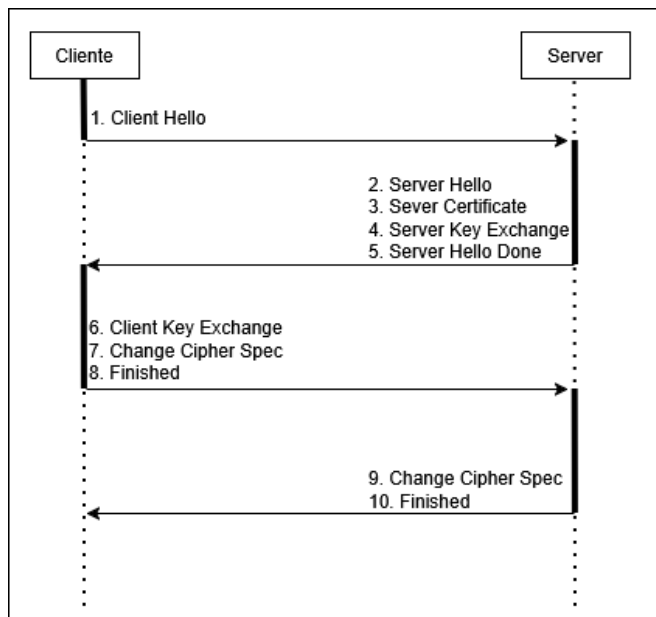 Cliente
Server
1. Client Hello
2. Server Hello
3. Sever Certificate
4. Server Key Exchange
5. Server Hello Done
6. Client Key Exchange
7. Change Cipher Spec
8. Finished
9. Change Cipher Spec
10. Finished